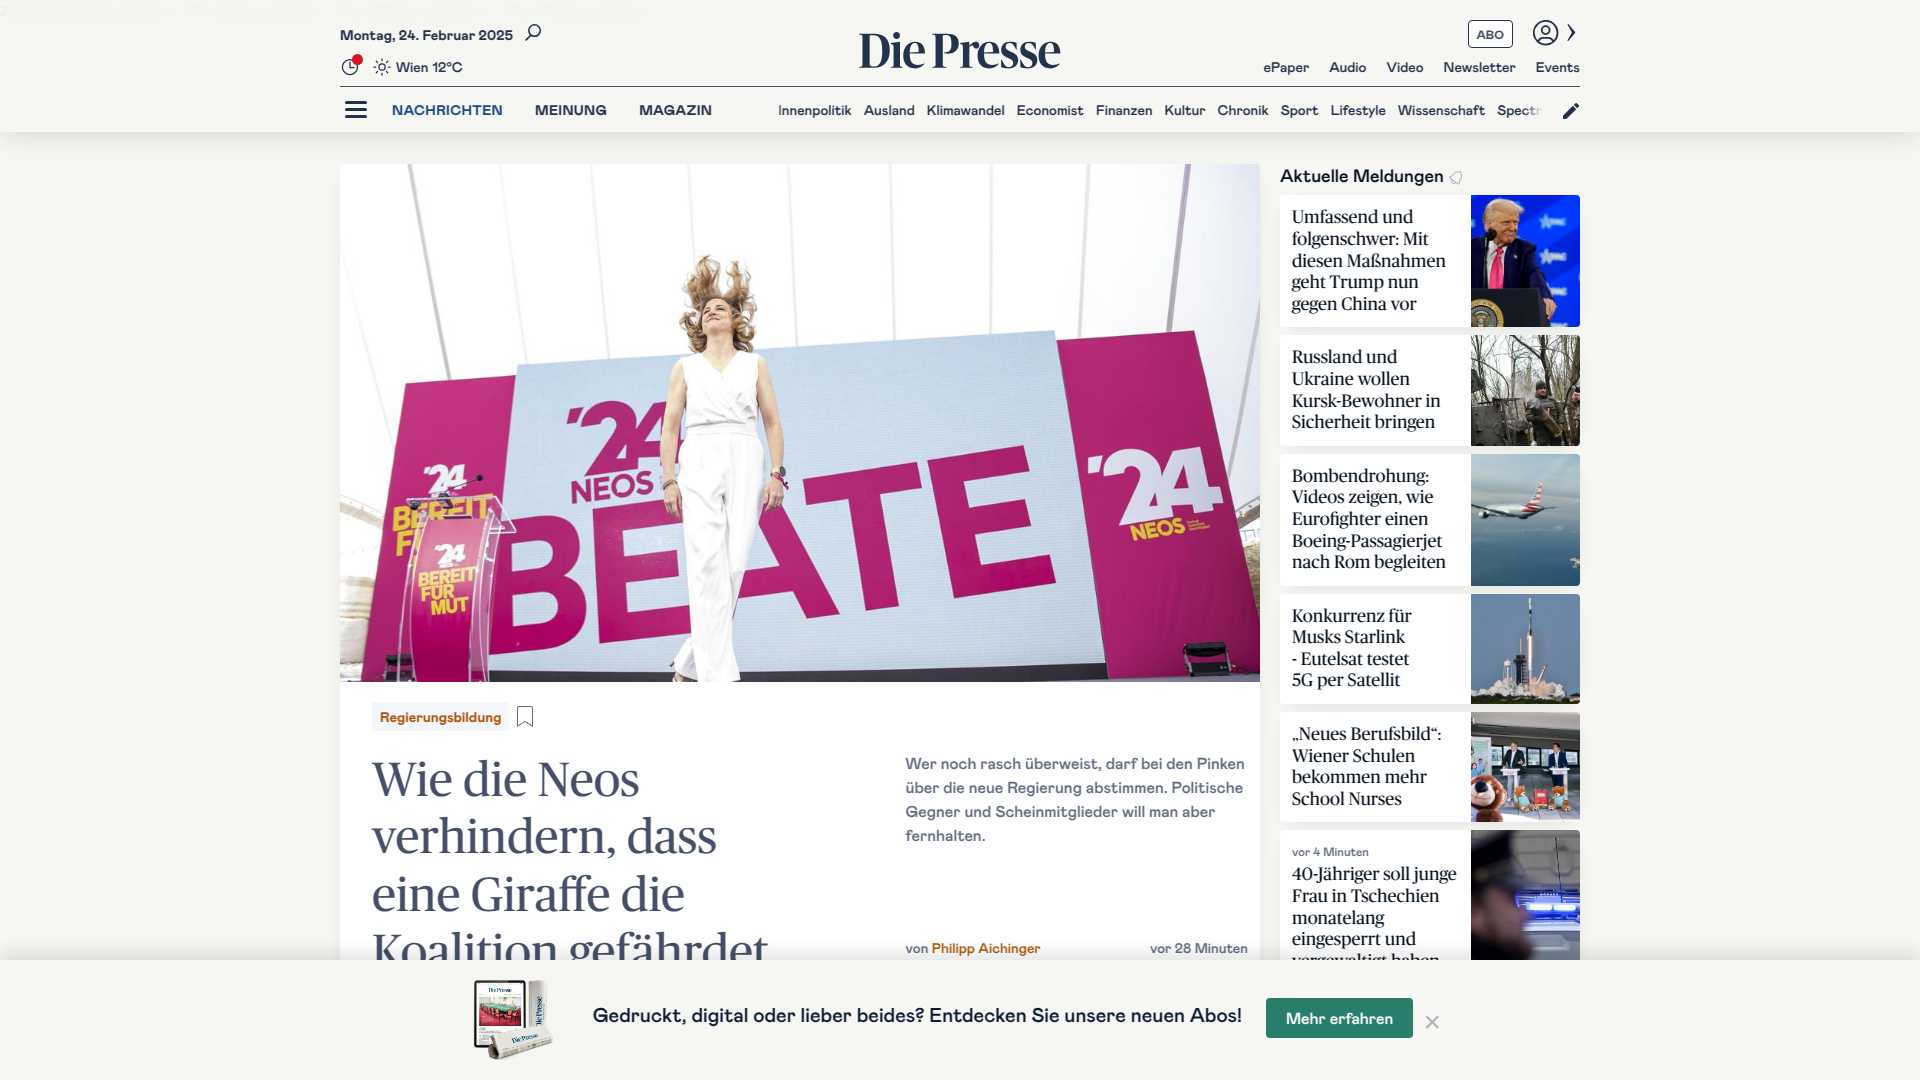 Montag, 24. Februar 2025
Die Presse
ABO
Wien 12°C
ePaper Audio Video Newsletter Events
NACHRICHTEN MEINUNG MAGAZIN
Innenpolitik Ausland Klimawandel Economist Finanzen Kultur Chronik Sport Lifestyle Wissenschaft Spectr
'24
NEOS
BEATE
'24
BEREIT
'24
BEREIT
FÜR
MUT
'24
NEOS
Regierungsbildung
Wie die Neos
verhindern, dass
eine Giraffe die
Koalition gefährdet
Wer noch rasch überweist, darf bei den Pinken
über die neue Regierung abstimmen. Politische
Gegner und Scheinmitglieder will man aber
fernhalten.
von Philipp Aichinger
vor 28 Minuten
Aktuelle Meldungen
Umfassend und
folgenschwer: Mit
diesen Maßnahmen
geht Trump nun
gegen China vor
Russland und
Ukraine wollen
Kursk-Bewohner in
Sicherheit bringen
Bombendrohung:
Videos zeigen, wie
Eurofighter einen
Boeing-Passagierjet
nach Rom begleiten
Konkurrenz für
Musks Starlink
- Eutelsat testet
5G per Satellit
„Neues Berufsbild“:
Wiener Schulen
bekommen mehr
School Nurses
vor 4 Minuten
40-Jähriger soll junge
Frau in Tschechien
monatelang
eingesperrt und
vergewaltigt haben
Die Presse
Die Presse
Die Presse
Gedruckt, digital oder lieber beides? Entdecken Sie unsere neuen Abos!
Mehr erfahren